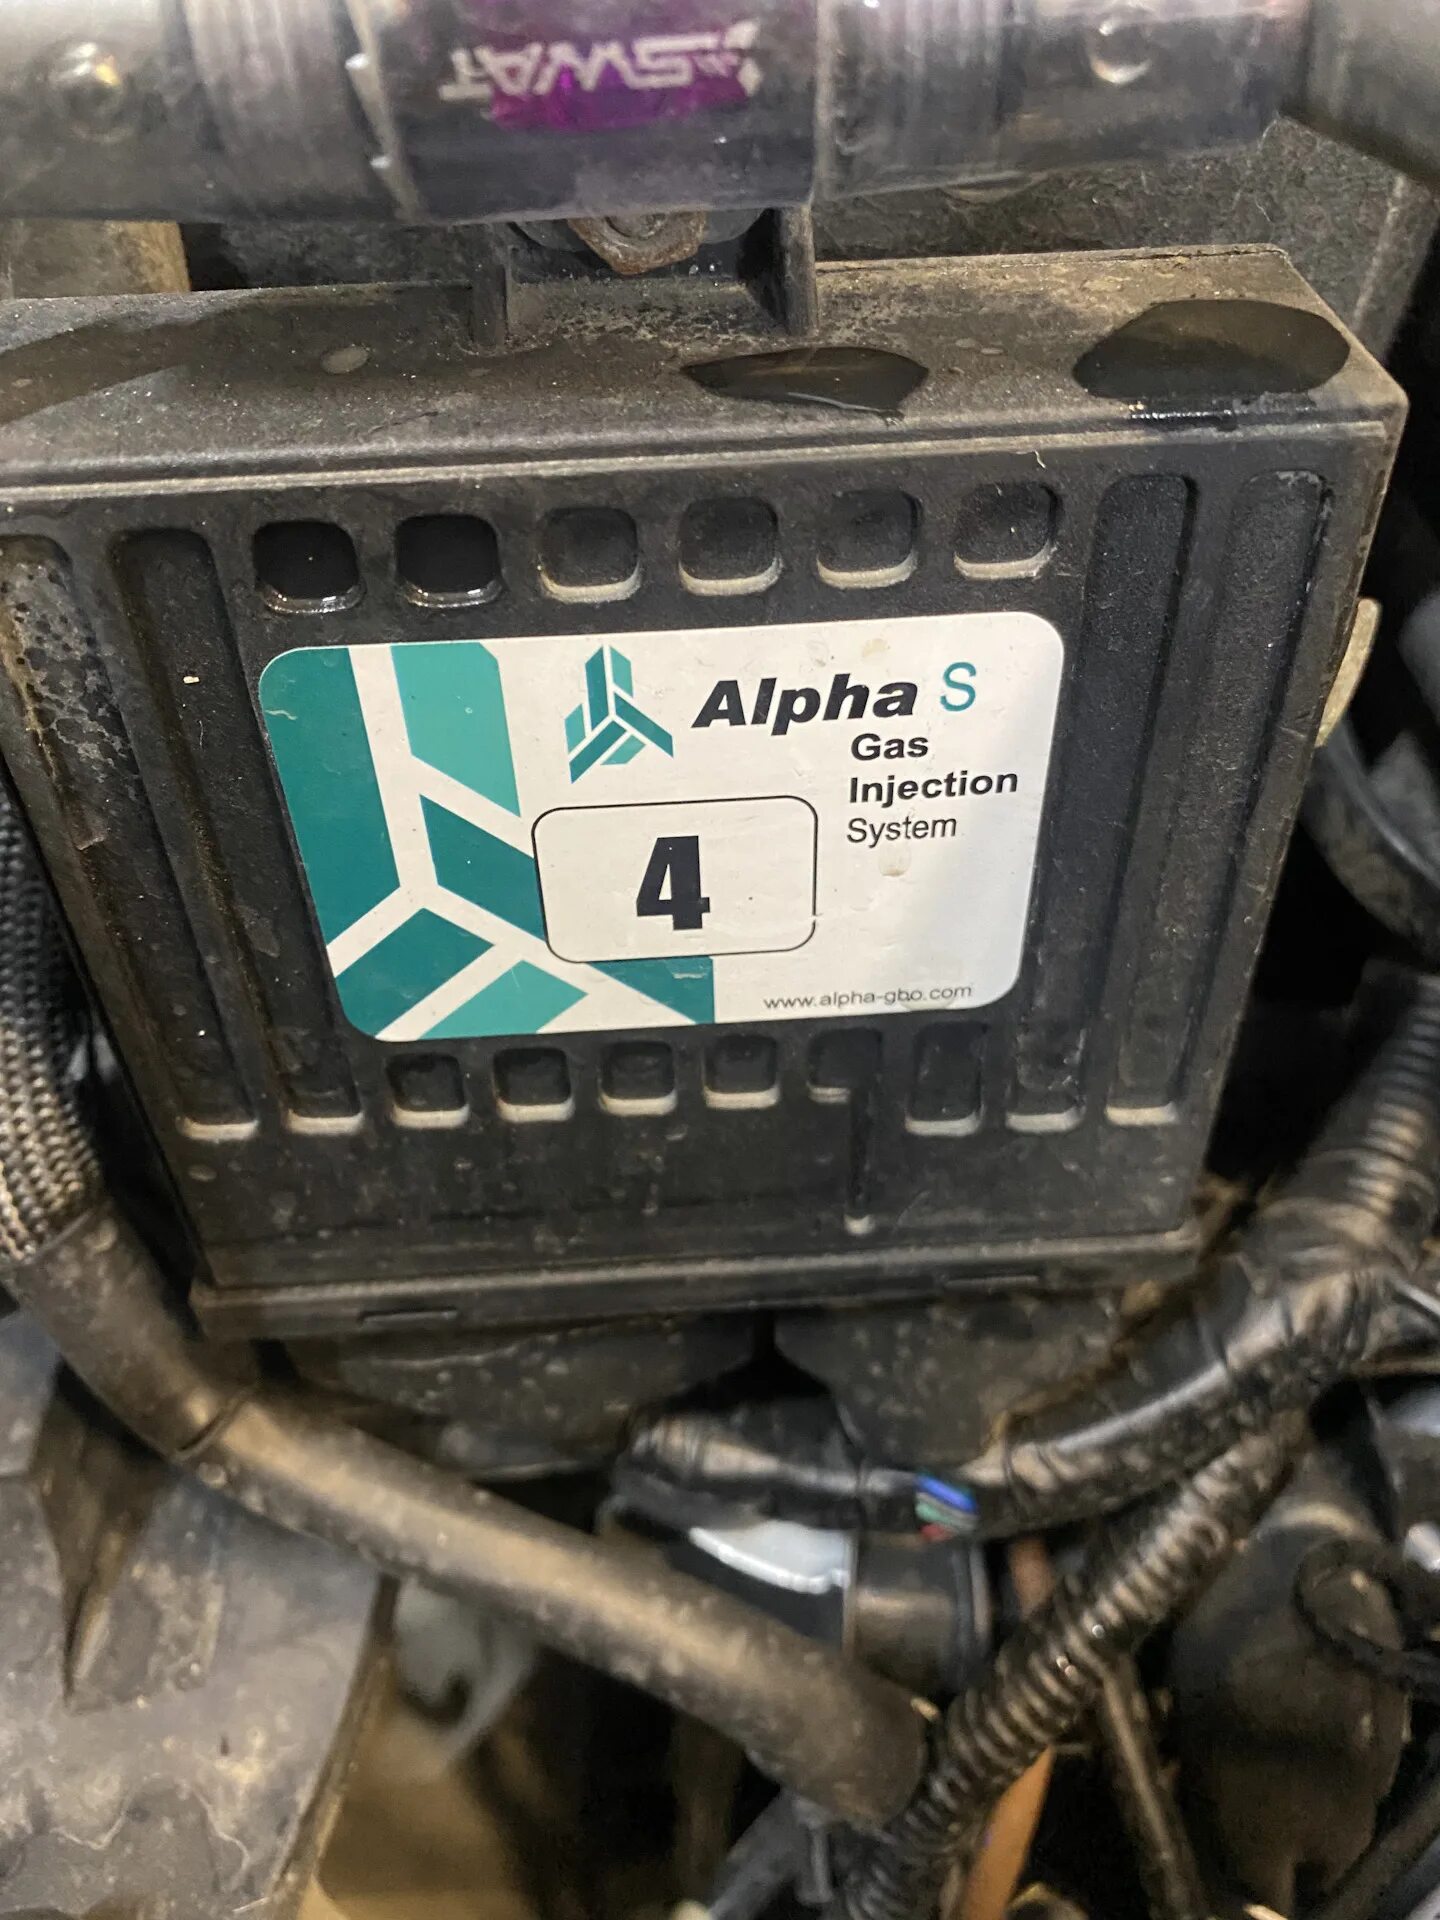 SWAT
Alpha S
Gas
Injection
System
4
www.alpha-gbo.com